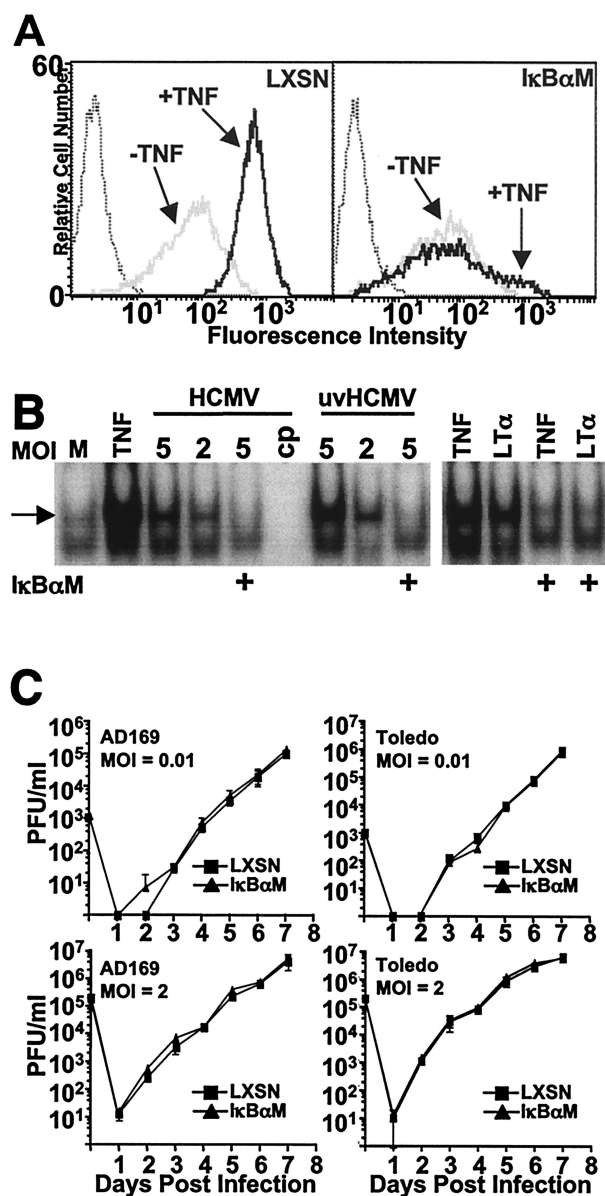 A
60
LXSN
IκBαM
+TNF
-TNF
-TNF
+TNF
Relative Cell Number
0
10¹ 10² 10³ 10¹ 10² 10³
Fluorescence Intensity
B
HCMV uvHCMV
MOI M TNF 5 2 5 cp 5 2 5 TNF LTα TNF LTα
IκBαM + + + +
C
PFU/ml
10⁶
10⁵
10⁴
10³
10²
10¹
AD169
MOI = 0.01
LXSN
IκBαM
1 2 3 4 5 6 7 8
10⁷
10⁶
10⁵
10⁴
10³
10²
10¹
Toledo
MOI = 0.01
LXSN
IκBαM
1 2 3 4 5 6 7 8
PFU/ml
10⁷
10⁶
10⁵
10⁴
10³
10²
10¹
AD169
MOI = 2
LXSN
IκBαM
1 2 3 4 5 6 7 8
10⁷
10⁶
10⁵
10⁴
10³
10²
10¹
Toledo
MOI = 2
LXSN
IκBαM
1 2 3 4 5 6 7 8
Days Post Infection